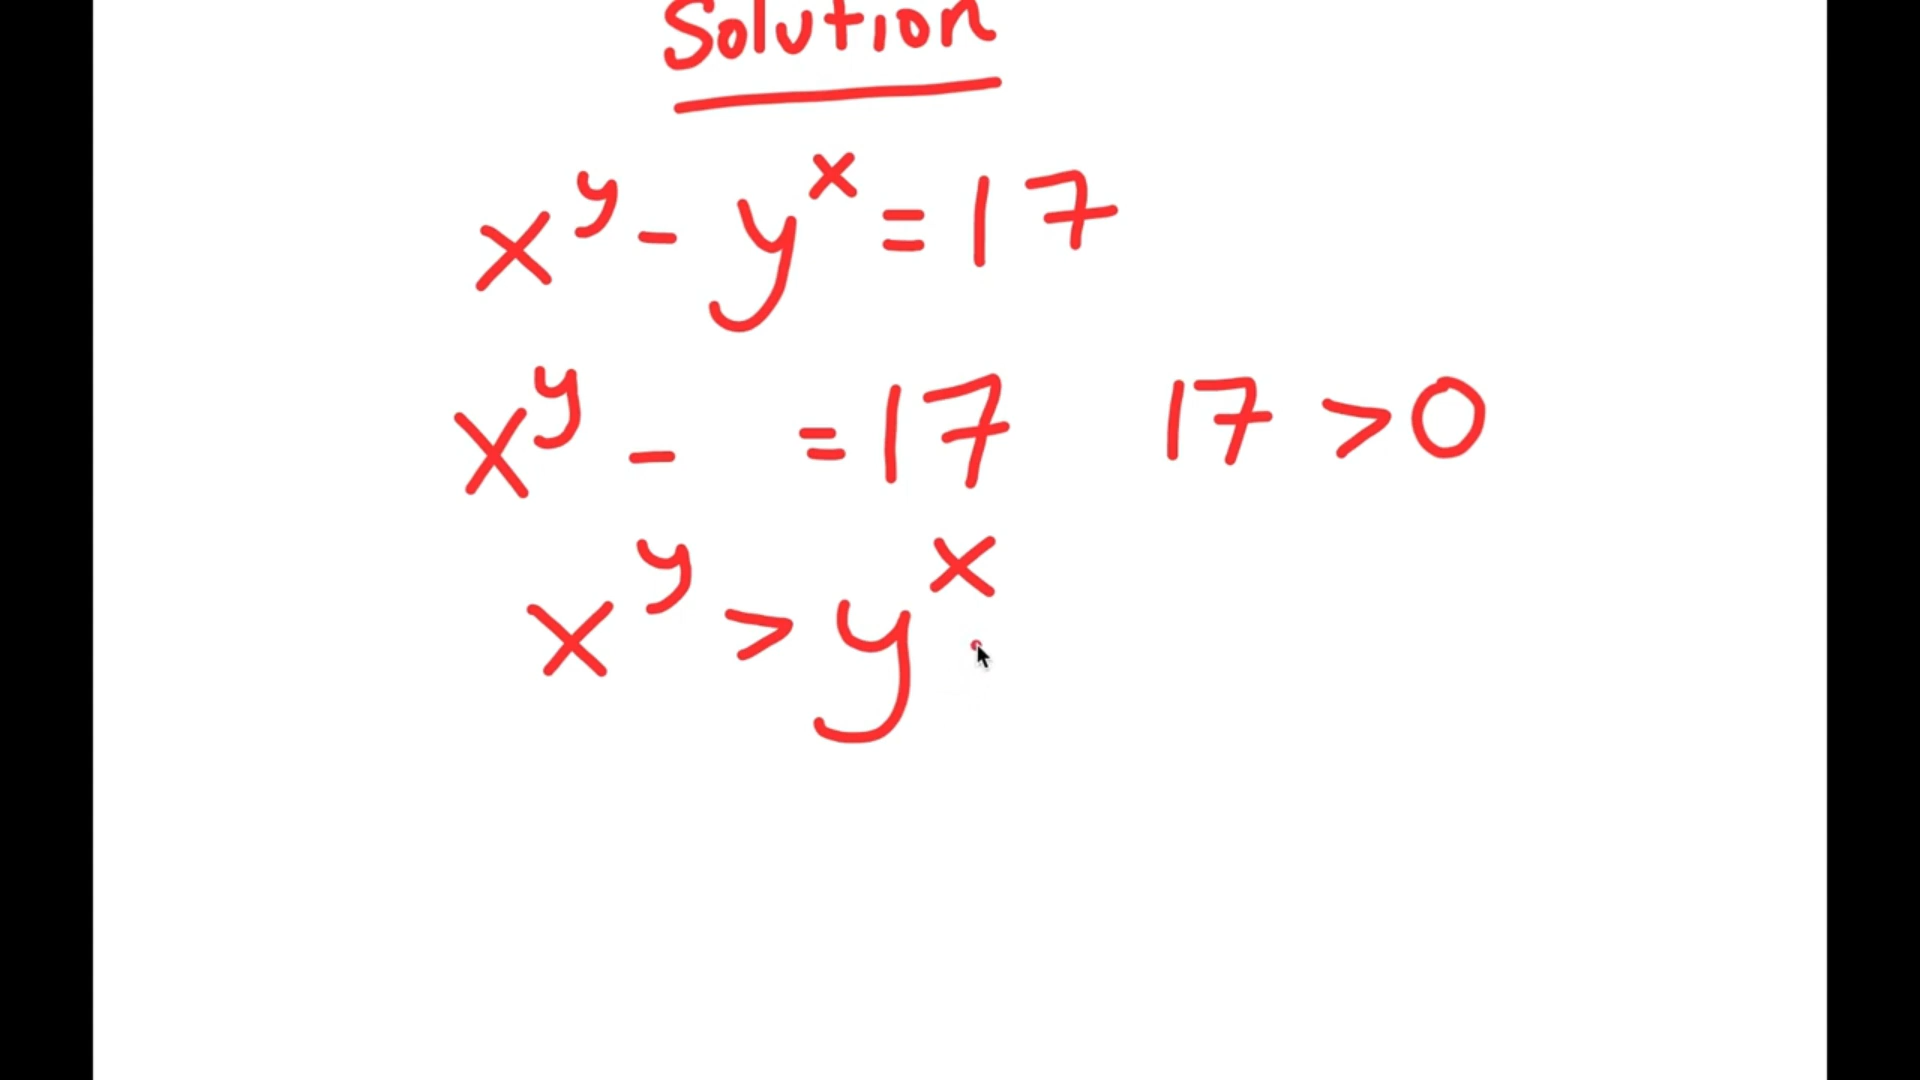 Solution
x^y - y^x = 17
x^y - = 17 17 > 0
x^y > y^x